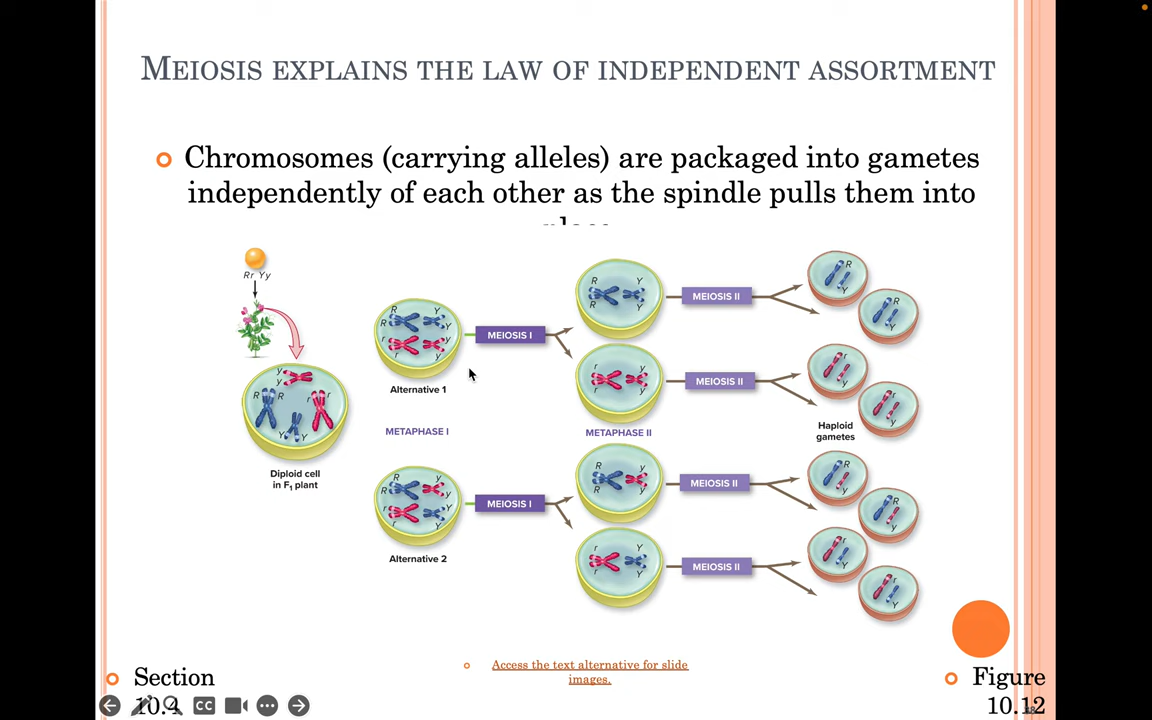 MEIOSIS EXPLAINS THE LAW OF INDEPENDENT ASSORTMENT
Chromosomes (carrying alleles) are packaged into gametes
independently of each other as the spindle pulls them into
Rr Yy
y
y
R R r
Y Y
Diploid cell
in F1 plant
R Y
R Y
r y
r y
Alternative 1
METAPHASE I
R y
R y
r Y
r Y
Alternative 2
MEIOSIS I
MEIOSIS I
R Y
R Y
r y
r y
METAPHASE II
R y
R y
r Y
r Y
MEIOSIS II
MEIOSIS II
MEIOSIS II
MEIOSIS II
R
Y
R
Y
r
y
r
y
Haploid
gametes
R
y
R
y
r
Y
r
Y
Access the text alternative for slide
images.
Section
10.4
CC
Figure
10.12